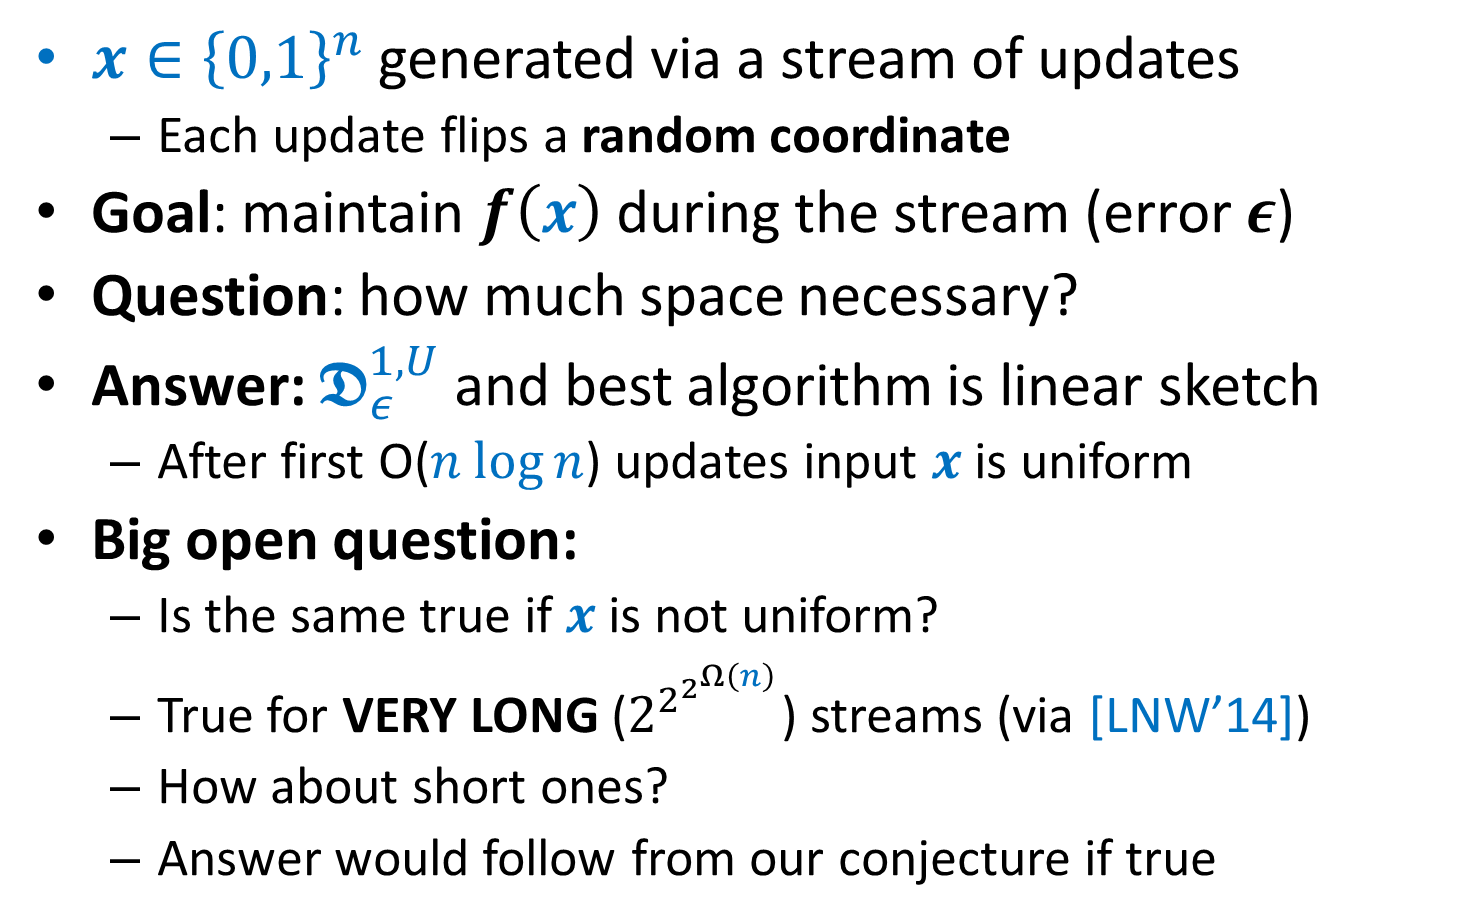 • 𝒙 ∈ {0,1}ⁿ generated via a stream of updates
– Each update flips a random coordinate
• Goal: maintain 𝒇(𝒙) during the stream (error ϵ)
• Question: how much space necessary?
• Answer: 𝕯_ϵ^{1,U} and best algorithm is linear sketch
– After first O(n log n) updates input 𝒙 is uniform
• Big open question:
– Is the same true if 𝒙 is not uniform?
– True for VERY LONG (2^{2^{2^{Ω(n)}}}) streams (via [LNW’14])
– How about short ones?
– Answer would follow from our conjecture if true